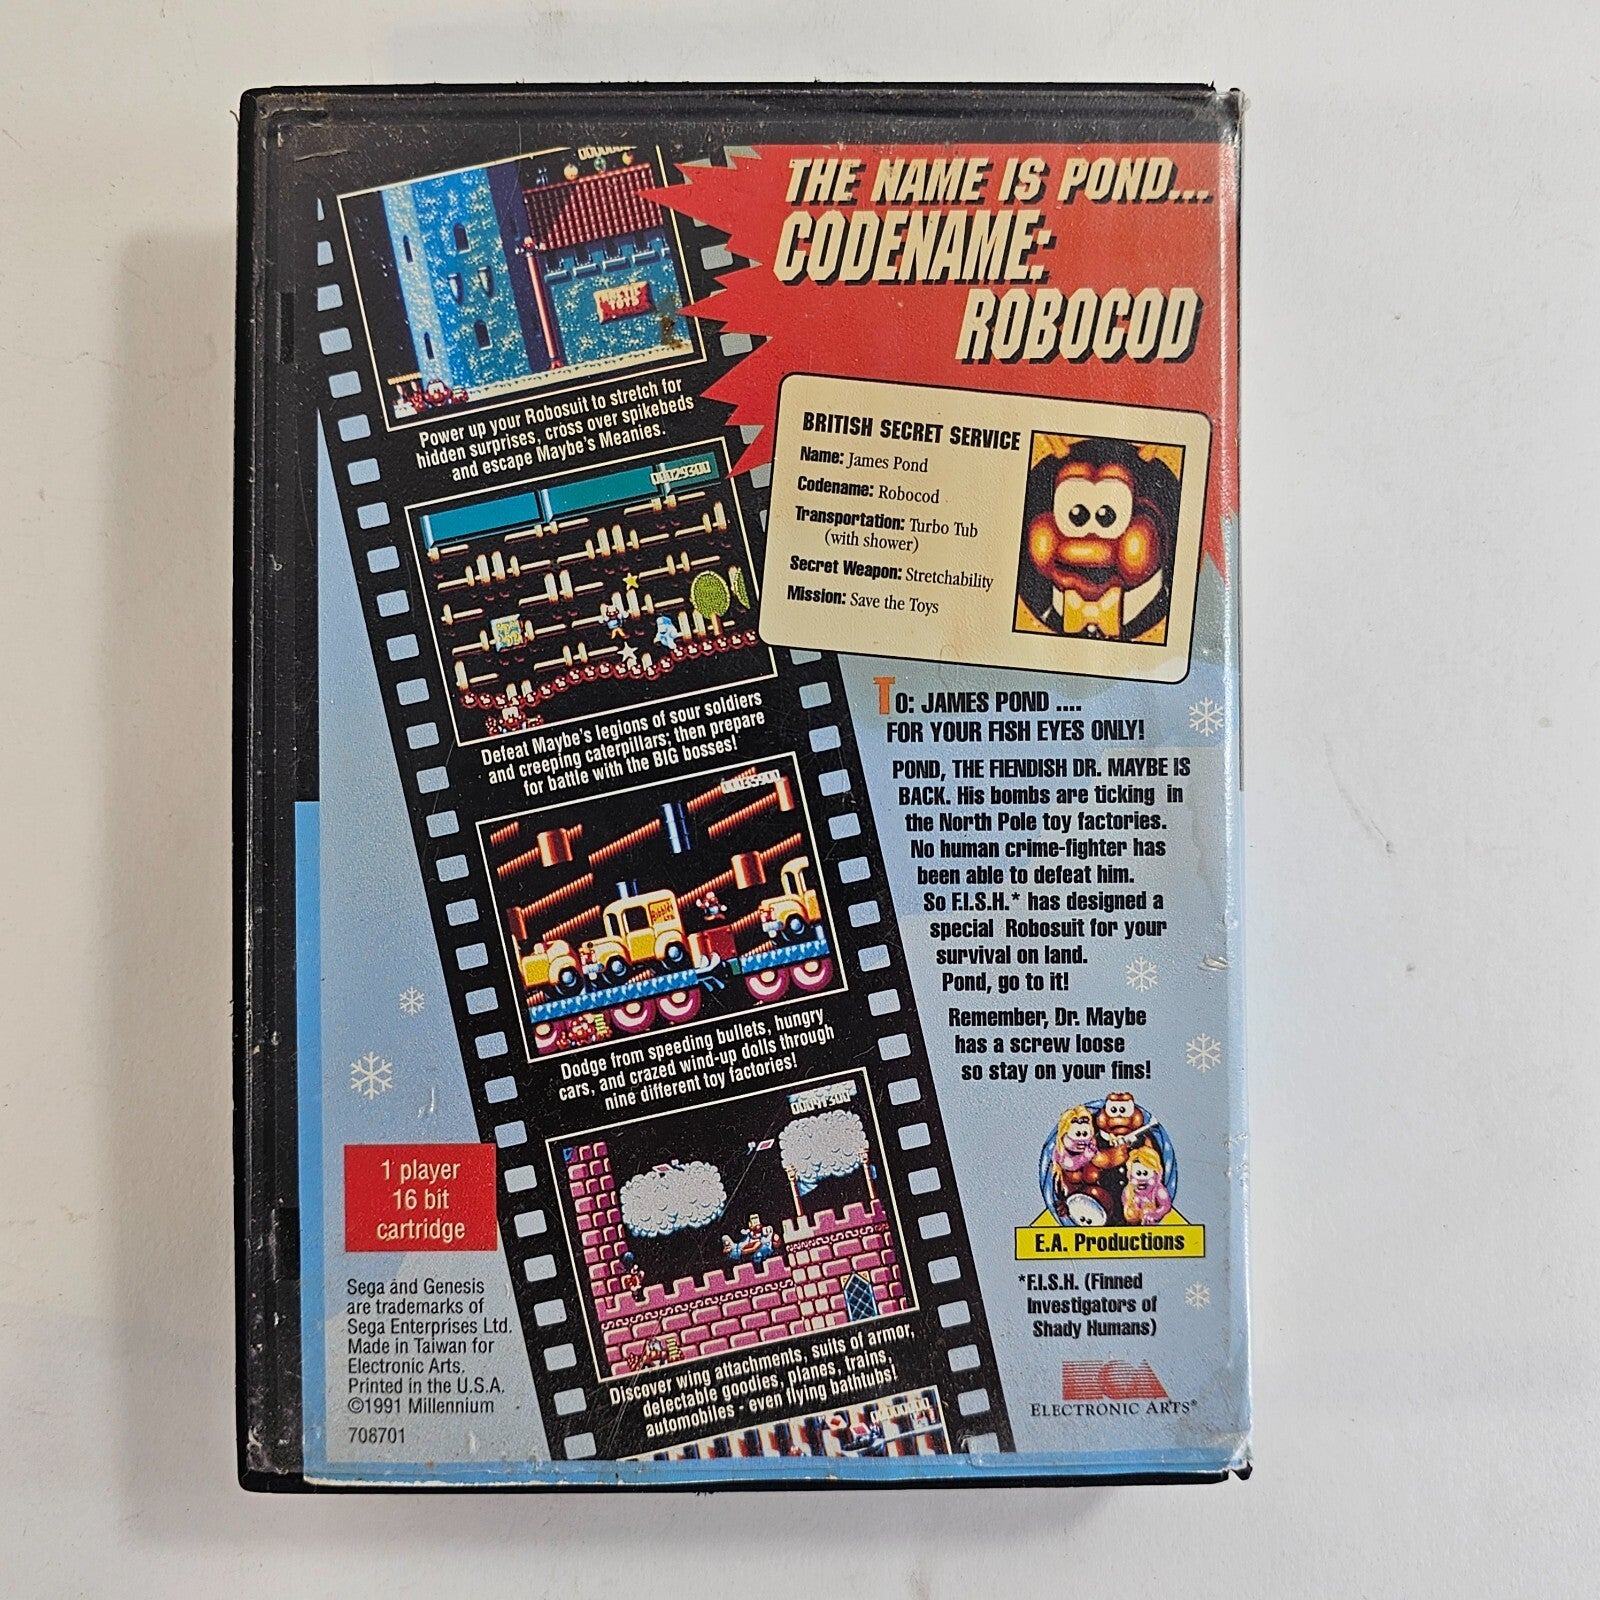 THE NAME IS POND...
CODENAME:
ROBOCOD
BRITISH SECRET SERVICE
Name: James Pond
Codename: Robocod
Transportation: Turbo Tub
(with shower)
Secret Weapon: Stretchability
Mission: Save the Toys
ARCTIC
TOYS
Power up your Robosuit to stretch for
hidden surprises, cross over spikebeds
and escape Maybe's Meanies.
00029300
Defeat Maybe's legions of sour soldiers
and creeping caterpillars; then prepare
for battle with the BIG bosses!
Dodge from speeding bullets, hungry
cars, and crazed wind-up dolls through
nine different toy factories!
Discover wing attachments, suits of armor,
delectable goodies, planes, trains,
automobiles - even flying bathtubs!
TO: JAMES POND ....
FOR YOUR FISH EYES ONLY!
POND, THE FIENDISH DR. MAYBE IS
BACK. His bombs are ticking in
the North Pole toy factories.
No human crime-fighter has
been able to defeat him.
So F.I.S.H.* has designed a
special Robosuit for your
survival on land.
Pond, go to it!
Remember, Dr. Maybe
has a screw loose
so stay on your fins!
E.A. Productions
*F.I.S.H. (Finned
Investigators of
Shady Humans)
EA
ELECTRONIC ARTS®
1 player
16 bit
cartridge
Sega and Genesis
are trademarks of
Sega Enterprises Ltd.
Made in Taiwan for
Electronic Arts.
Printed in the U.S.A.
©1991 Millennium
708701